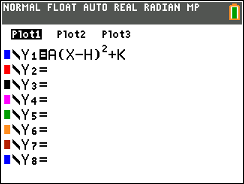 NORMAL FLOAT AUTO REAL RADIAN MP
Plot1 Plot2 Plot3
\Y₁=A(X-H)²+K
\Y₂=
\Y₃=
\Y₄=
\Y₅=
\Y₆=
\Y₇=
\Y₈=